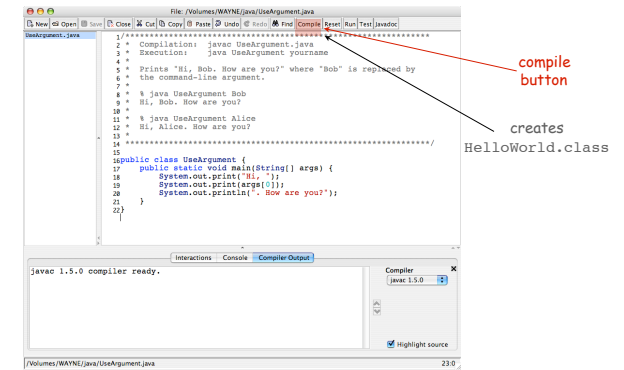 File: /Volumes/WAYNE/java/UseArgument.java
New Open Save Close Cut Copy Paste Undo Redo Find Compile Reset Run Test Javadoc
UseArgument.java
1/**************************************************************
2 *  Compilation:  javac UseArgument.java
3 *  Execution:    java UseArgument yourname
4 *
5 *  Prints "Hi, Bob. How are you?" where "Bob" is replaced by
6 *  the command-line argument.
7 *
8 *  % java UseArgument Bob
9 *  Hi, Bob. How are you?
10 *
11 *  % java UseArgument Alice
12 *  Hi, Alice. How are you?
13 *
14 **************************************************************/
15
16public class UseArgument {
17    public static void main(String[] args) {
18        System.out.print("Hi, ");
19        System.out.print(args[0]);
20        System.out.println(". How are you?");
21    }
22}
compile
button
creates
HelloWorld.class
Interactions Console Compiler Output
javac 1.5.0 compiler ready.
Compiler
javac 1.5.0
Highlight source
/Volumes/WAYNE/java/UseArgument.java 23:0